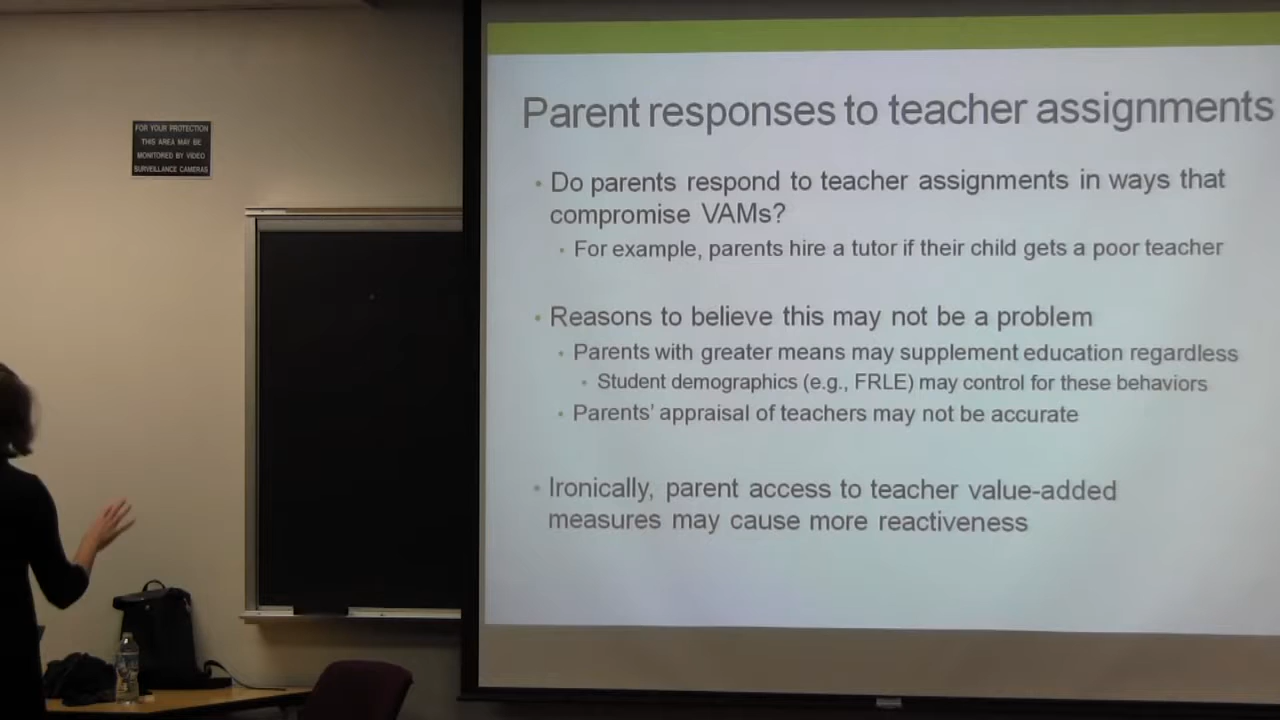 FOR YOUR PROTECTION
THIS AREA MAY BE
MONITORED BY VIDEO
SURVEILLANCE CAMERAS
Parent responses to teacher assignments
• Do parents respond to teacher assignments in ways that
compromise VAMs?
• For example, parents hire a tutor if their child gets a poor teacher
• Reasons to believe this may not be a problem
• Parents with greater means may supplement education regardless
• Student demographics (e.g., FRLE) may control for these behaviors
• Parents' appraisal of teachers may not be accurate
• Ironically, parent access to teacher value-added
measures may cause more reactiveness